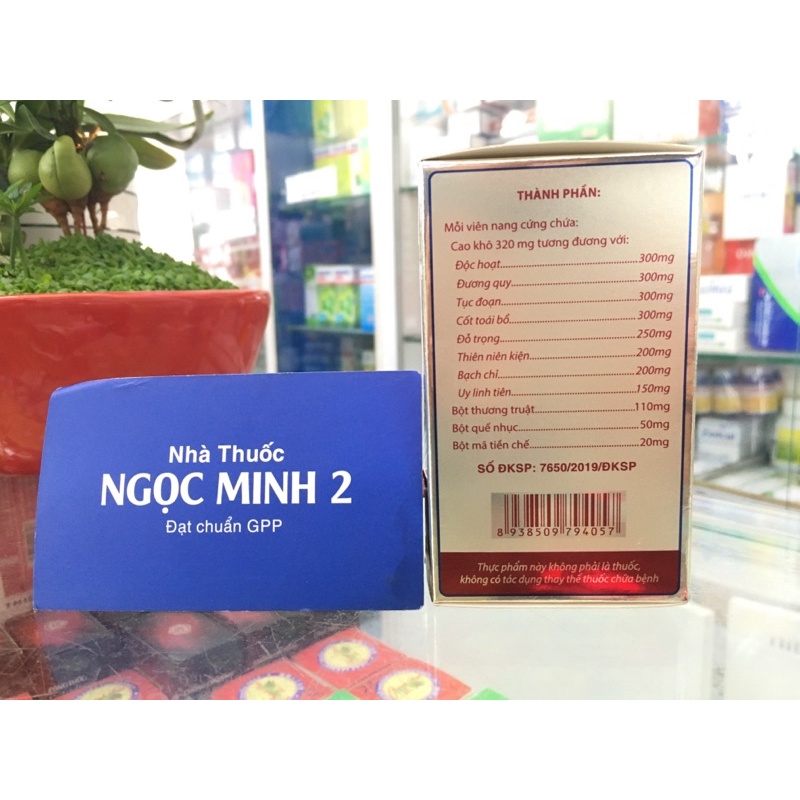 Nhà Thuốc
NGỌC MINH 2
Đạt chuẩn GPP
THÀNH PHẦN:
Mỗi viên nang cứng chứa:
Cao khô 320 mg tương đương với:
Độc hoạt..........300mg
Đương quy..........300mg
Tục đoạn..........300mg
Cốt toái bổ..........300mg
Đỗ trọng..........250mg
Thiên niên kiện..........200mg
Bạch chỉ..........200mg
Uy linh tiên..........150mg
Bột thương truật..........110mg
Bột quế nhục..........50mg
Bột mã tiền chế..........20mg
SỐ ĐKSP: 7650/2019/ĐKSP
8 938509 794057
Thực phẩm này không phải là thuốc,
không có tác dụng thay thế thuốc chữa bệnh